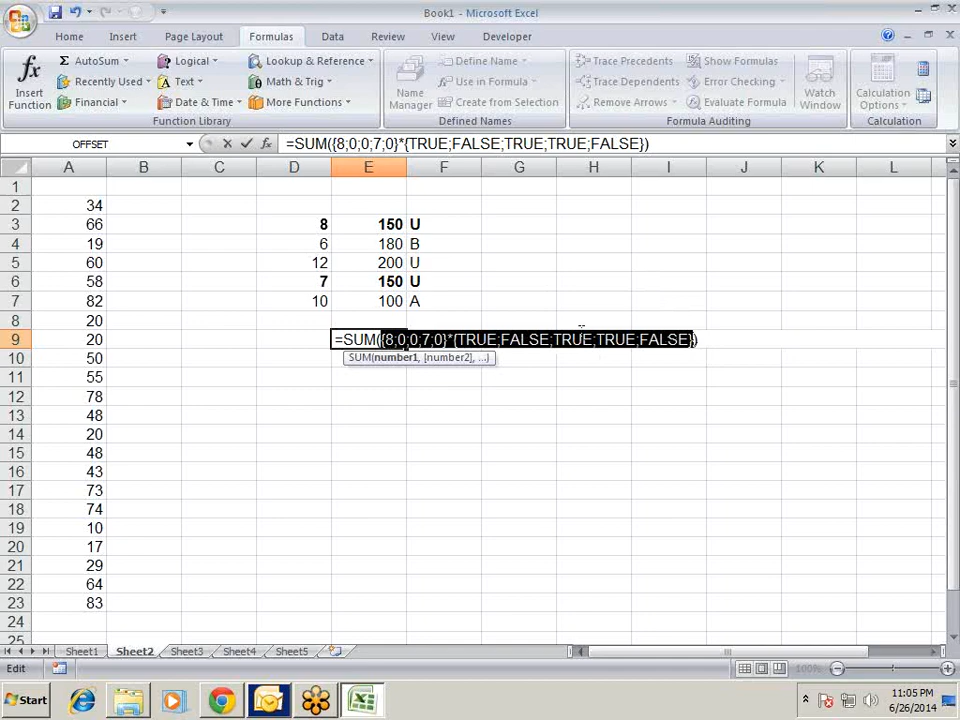 Book1 - Microsoft Excel
Home Insert Page Layout Formulas Data Review View Developer
Insert Function
AutoSum
Recently Used
Financial
Logical
Text
Date & Time
Lookup & Reference
Math & Trig
More Functions
Function Library
Name Manager
Define Name
Use in Formula
Create from Selection
Defined Names
Trace Precedents
Trace Dependents
Remove Arrows
Show Formulas
Error Checking
Evaluate Formula
Formula Auditing
Watch Window
Calculation Options
Calculation
OFFSET =SUM({8;0;0;7;0}*{TRUE;FALSE;TRUE;TRUE;FALSE})
A B C D E F G H I J K L
1
2 34
3 66 8 150 U
4 19 6 180 B
5 60 12 200 U
6 58 7 150 U
7 82 10 100 A
8 20
9 20 =SUM({8;0;0;7;0}*{TRUE;FALSE;TRUE;TRUE;FALSE})
SUM(number1, [number2], ...)
10 50
11 55
12 78
13 48
14 20
15 48
16 43
17 73
18 74
19 10
20 17
21 29
22 64
23 83
24
25
Sheet1 Sheet2 Sheet3 Sheet4 Sheet5
Edit 100%
Start 11:05 PM
6/26/2014